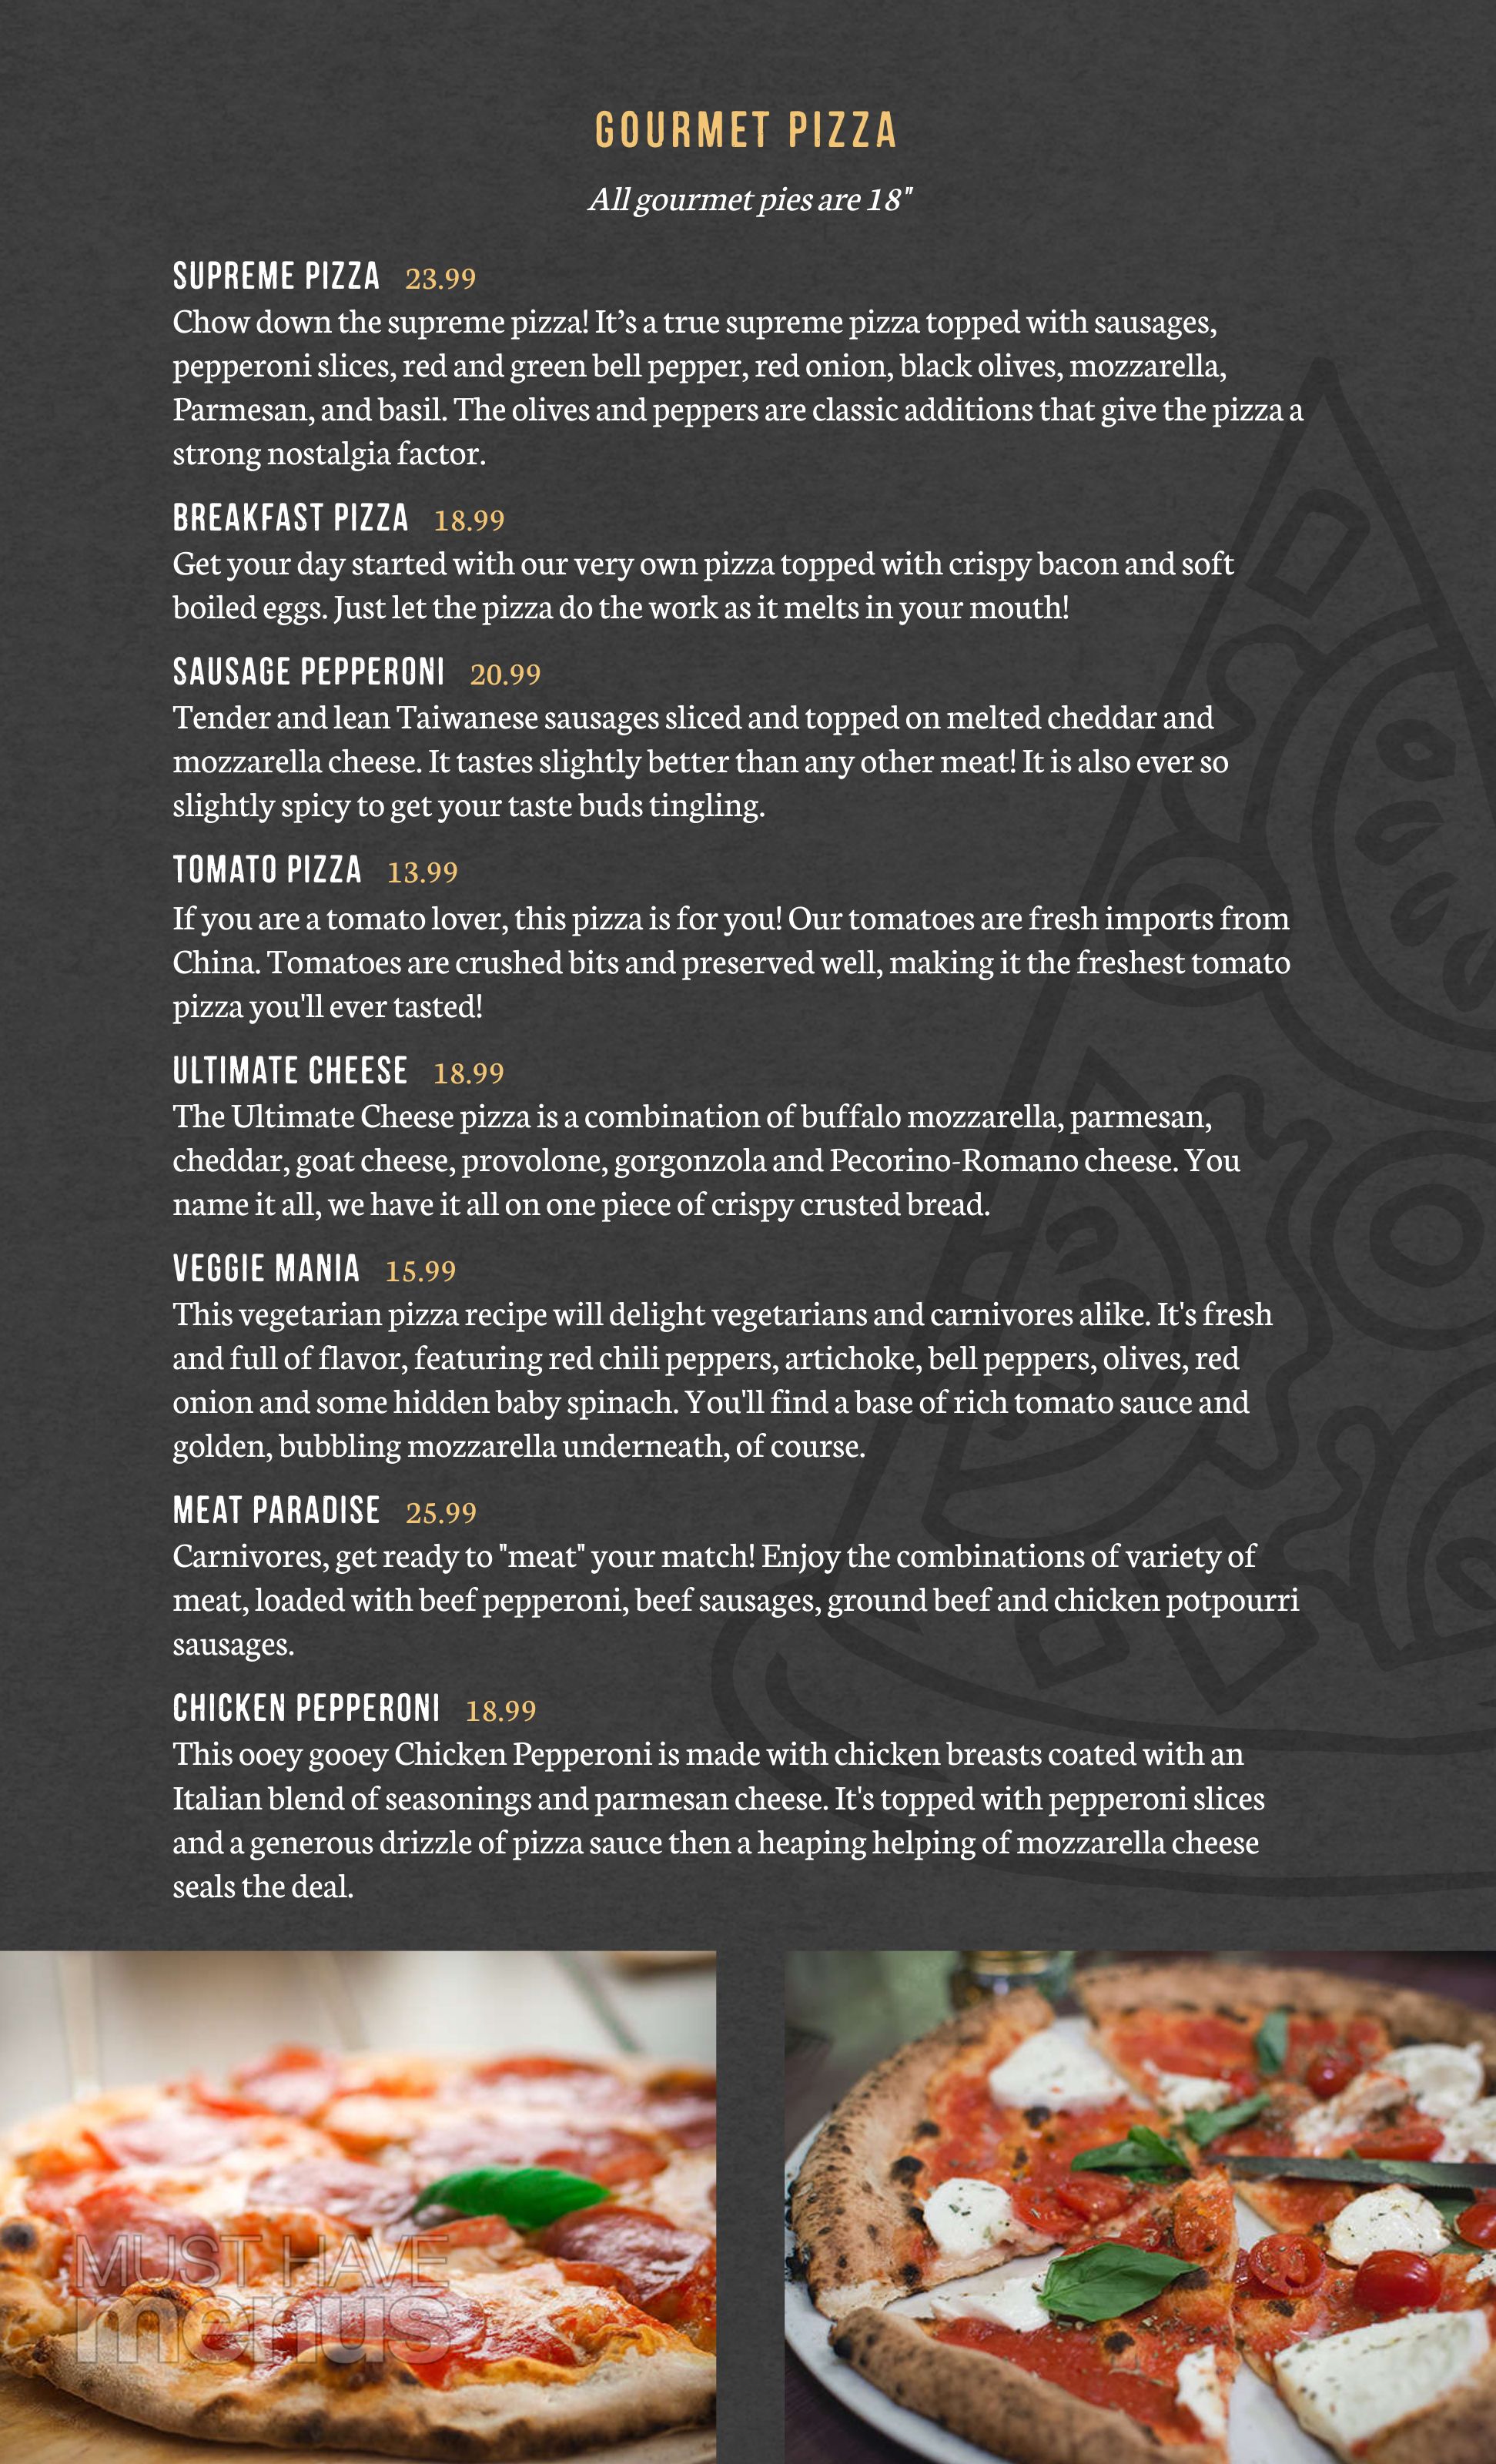 GOURMET PIZZA
All gourmet pies are 18"
SUPREME PIZZA 23.99
Chow down the supreme pizza! It’s a true supreme pizza topped with sausages,
pepperoni slices, red and green bell pepper, red onion, black olives, mozzarella,
Parmesan, and basil. The olives and peppers are classic additions that give the pizza a
strong nostalgia factor.
BREAKFAST PIZZA 18.99
Get your day started with our very own pizza topped with crispy bacon and soft
boiled eggs. Just let the pizza do the work as it melts in your mouth!
SAUSAGE PEPPERONI 20.99
Tender and lean Taiwanese sausages sliced and topped on melted cheddar and
mozzarella cheese. It tastes slightly better than any other meat! It is also ever so
slightly spicy to get your taste buds tingling.
TOMATO PIZZA 13.99
If you are a tomato lover, this pizza is for you! Our tomatoes are fresh imports from
China. Tomatoes are crushed bits and preserved well, making it the freshest tomato
pizza you'll ever tasted!
ULTIMATE CHEESE 18.99
The Ultimate Cheese pizza is a combination of buffalo mozzarella, parmesan,
cheddar, goat cheese, provolone, gorgonzola and Pecorino-Romano cheese. You
name it all, we have it all on one piece of crispy crusted bread.
VEGGIE MANIA 15.99
This vegetarian pizza recipe will delight vegetarians and carnivores alike. It's fresh
and full of flavor, featuring red chili peppers, artichoke, bell peppers, olives, red
onion and some hidden baby spinach. You'll find a base of rich tomato sauce and
golden, bubbling mozzarella underneath, of course.
MEAT PARADISE 25.99
Carnivores, get ready to "meat" your match! Enjoy the combinations of variety of
meat, loaded with beef pepperoni, beef sausages, ground beef and chicken potpourri
sausages.
CHICKEN PEPPERONI 18.99
This ooey gooey Chicken Pepperoni is made with chicken breasts coated with an
Italian blend of seasonings and parmesan cheese. It's topped with pepperoni slices
and a generous drizzle of pizza sauce then a heaping helping of mozzarella cheese
seals the deal.
MUST HAVE
menus